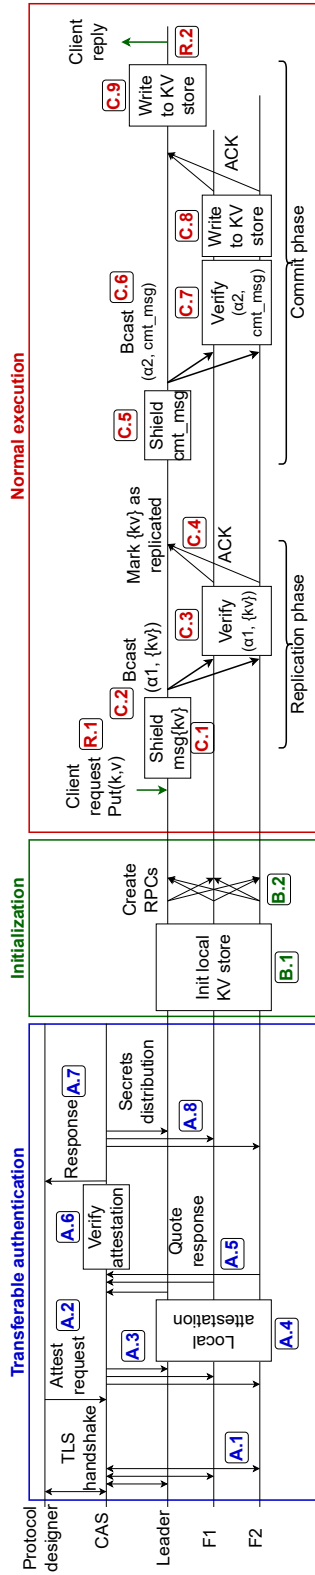 Transferable authentication
Initialization
Normal execution
Protocol
designer
CAS
Leader
F1
F2
TLS
handshake
A.1
Attest
request
A.2
A.3
Local
attestation
A.4
Quote
response
A.5
Verify
attestation
A.6
Response
A.7
Secrets
distribution
A.8
Init local
KV store
B.1
Create
RPCs
B.2
Client
request
Put(k,v)
R.1
Shield
msg{kv}
C.1
C.2
Bcast
(α1, {kv})
C.3
Verify
(α1, {kv})
Mark {kv} as
replicated
C.4
ACK
Replication phase
Shield
cmt_msg
C.5
Bcast
(α2, cmt_msg)
C.6
C.7
Verify
(α2,
cmt_msg)
C.8
Write
to KV
store
ACK
C.9
Write
to KV
store
Client
reply
R.2
Commit phase